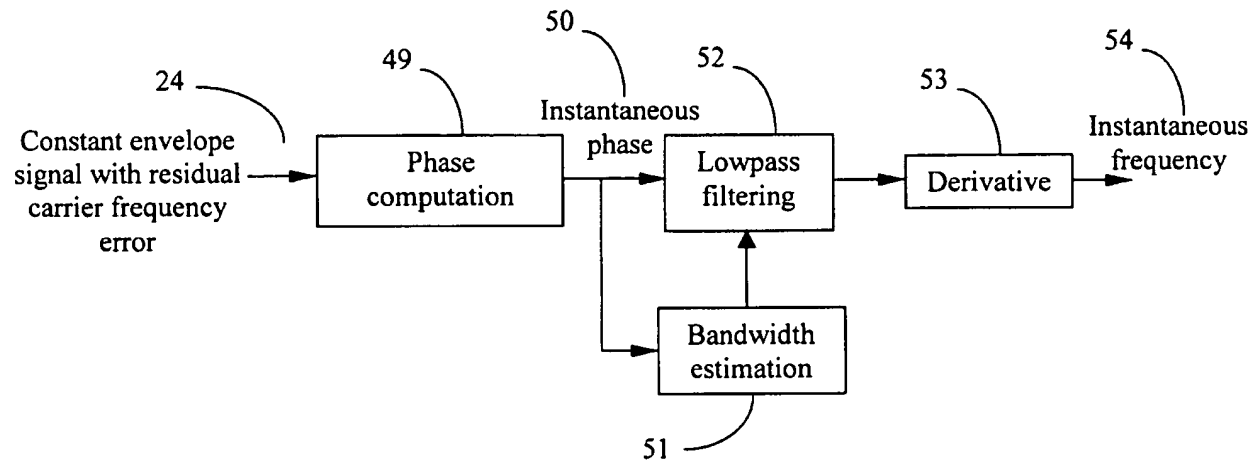 50
54
49
52
24
53
Instantaneous
phase
Instantaneous
frequency
Constant envelope
signal with residual
carrier frequency
error
Phase
computation
Lowpass
filtering
Derivative
Bandwidth
estimation
51